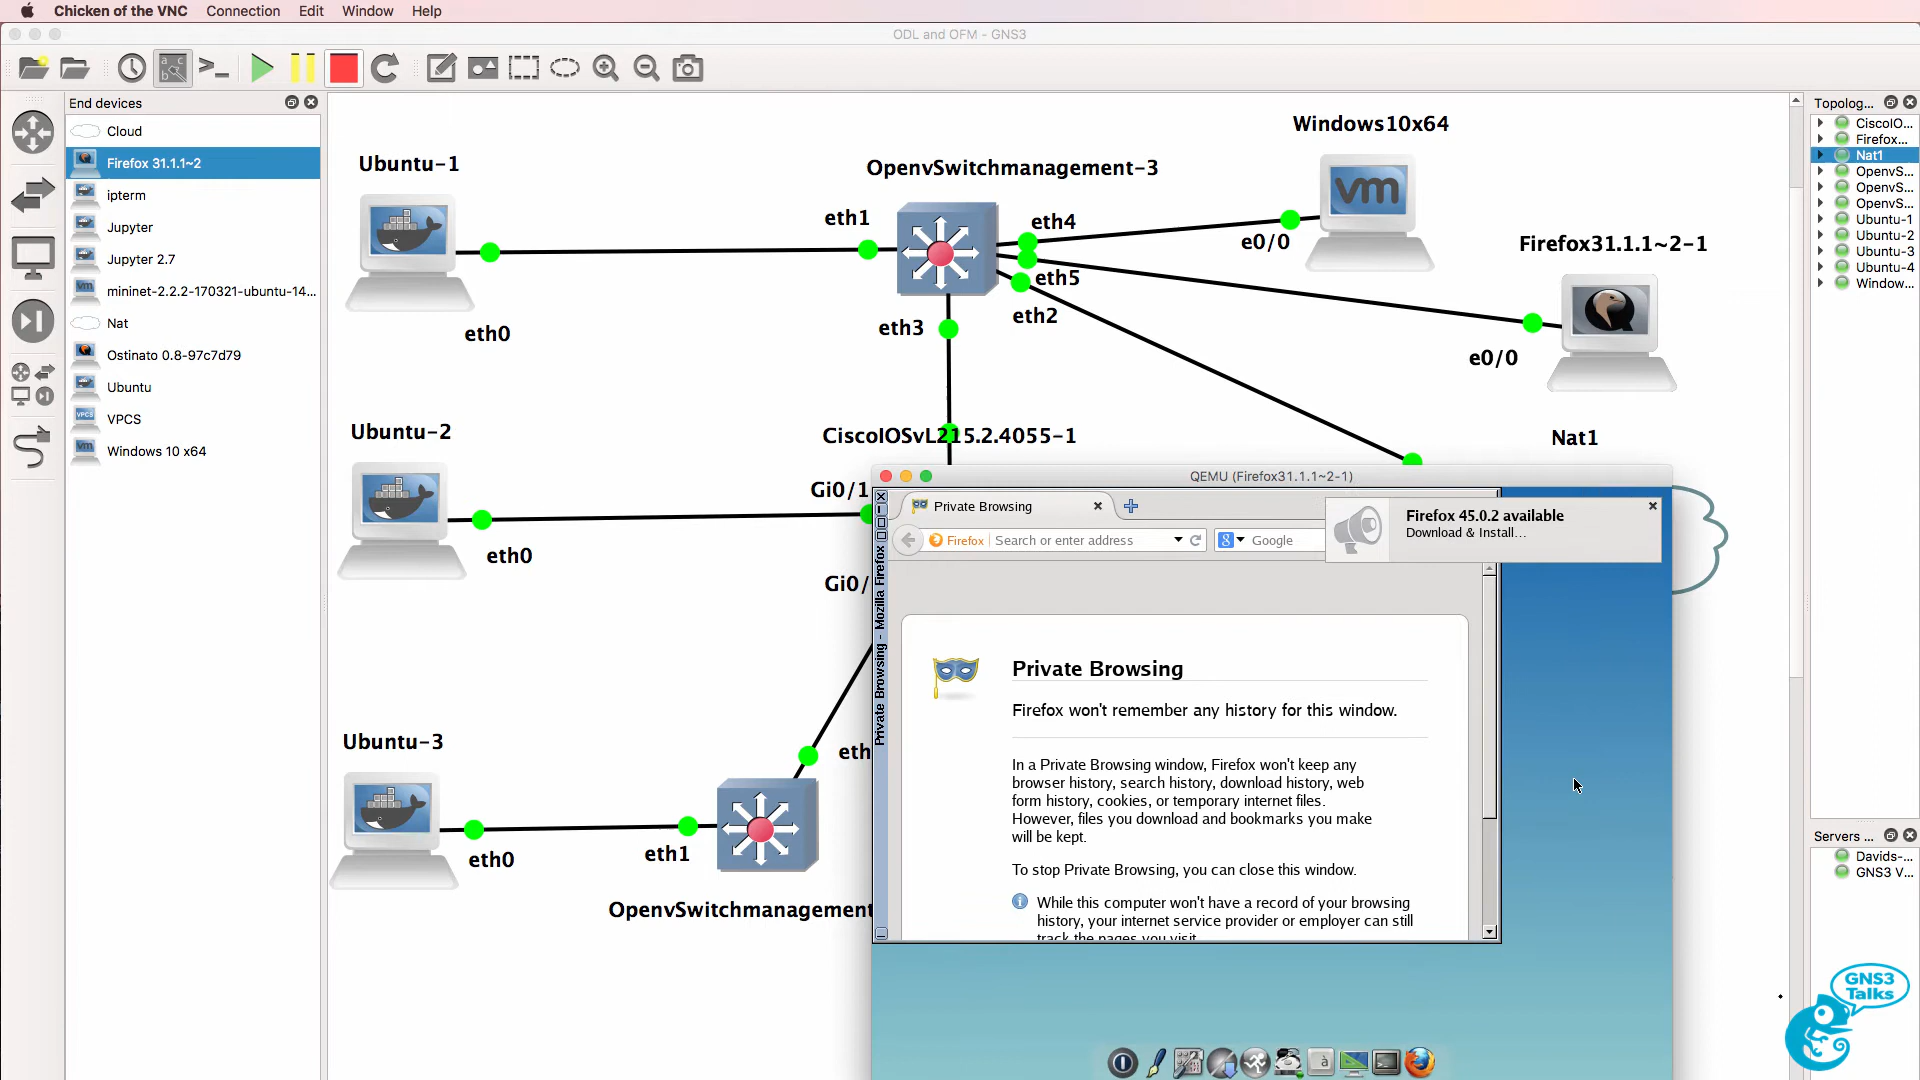 Chicken of the VNC Connection Edit Window Help
ODL and OFM - GNS3
End devices
Cloud
Firefox 31.1.1~2
ipterm
Jupyter
Jupyter 2.7
mininet-2.2.2-170321-ubuntu-14...
Nat
Ostinato 0.8-97c7d79
Ubuntu
VPCS
Windows 10 x64
Ubuntu-1
eth0
OpenvSwitchmanagement-3
eth1
eth4
eth5
eth2
eth3
Windows10x64
e0/0
Firefox31.1.1~2-1
e0/0
Nat1
CiscoIOSvL215.2.4055-1
Gi0/1
Gi0/
Ubuntu-2
eth0
Ubuntu-3
eth0
eth1
eth
OpenvSwitchmanagement
QEMU (Firefox31.1.1~2-1)
Private Browsing - Mozilla Firefox
Private Browsing
Firefox Search or enter address
Google
Firefox 45.0.2 available
Download & Install...
Private Browsing
Firefox won't remember any history for this window.
In a Private Browsing window, Firefox won't keep any
browser history, search history, download history, web
form history, cookies, or temporary internet files.
However, files you download and bookmarks you make
will be kept.
To stop Private Browsing, you can close this window.
While this computer won't have a record of your browsing
history, your internet service provider or employer can still
track the pages you visit.
Topolog...
CiscoIO...
Firefox...
Nat1
OpenvS...
OpenvS...
OpenvS...
Ubuntu-1
Ubuntu-2
Ubuntu-3
Ubuntu-4
Window...
Servers ...
Davids-...
GNS3 V...
GNS3
Talks